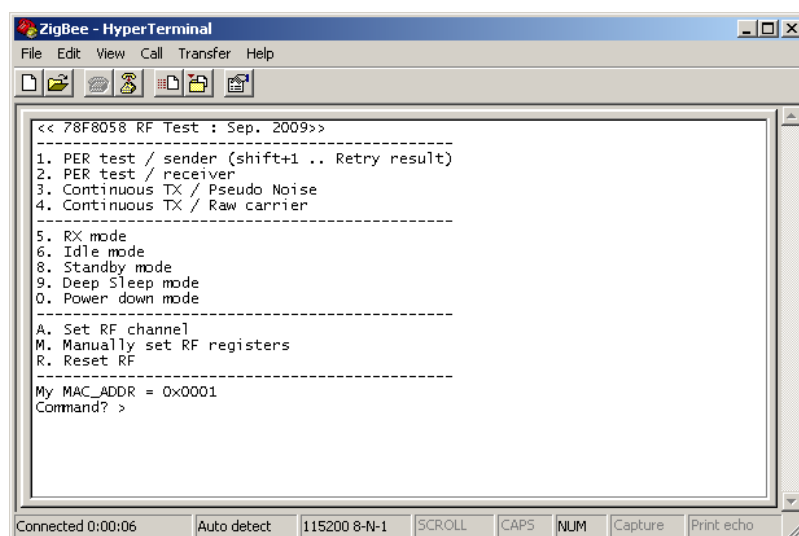 ZigBee - HyperTerminal
File Edit View Call Transfer Help
<< 78F8058 RF Test : Sep. 2009>>
------------------------------------------------
1. PER test / sender (shift+1 .. Retry result)
2. PER test / receiver
3. Continuous TX / Pseudo Noise
4. Continuous TX / Raw carrier
------------------------------------------------
5. RX mode
6. Idle mode
8. Standby mode
9. Deep Sleep mode
0. Power down mode
------------------------------------------------
A. Set RF channel
M. Manually set RF registers
R. Reset RF
------------------------------------------------
My MAC_ADDR = 0x0001
Command? >
Connected 0:00:06 Auto detect 115200 8-N-1 SCROLL CAPS NUM Capture Print echo